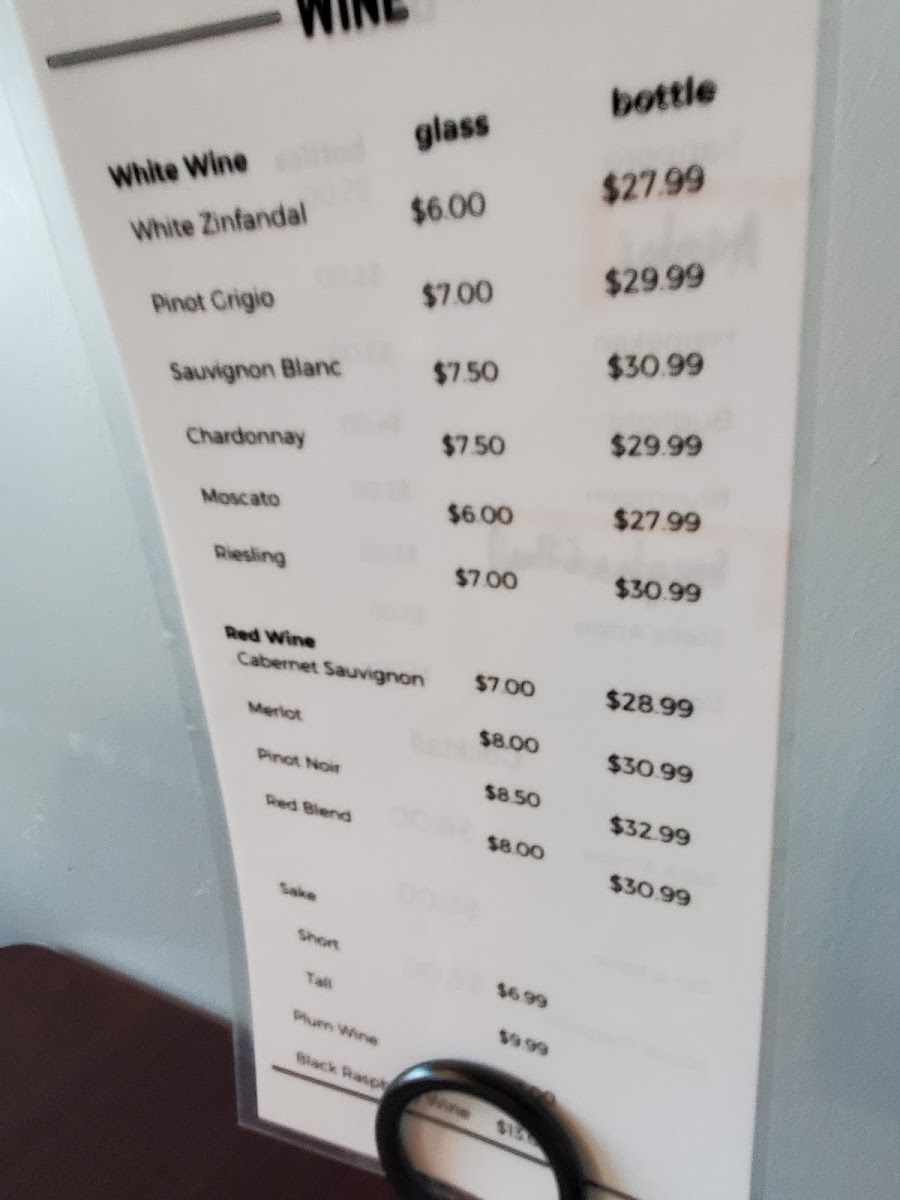 WINE
glass bottle
White Wine
White Zinfandal $6.00 $27.99
Pinot Grigio $7.00 $29.99
Sauvignon Blanc $7.50 $30.99
Chardonnay $7.50 $29.99
Moscato $6.00 $27.99
Riesling $7.00 $30.99
Red Wine
Cabernet Sauvignon $7.00 $28.99
Merlot $8.00 $30.99
Pinot Noir $8.50 $32.99
Red Blend $8.00 $30.99
Sake
Short $6.99
Tall $9.99
Plum Wine
Black Wine